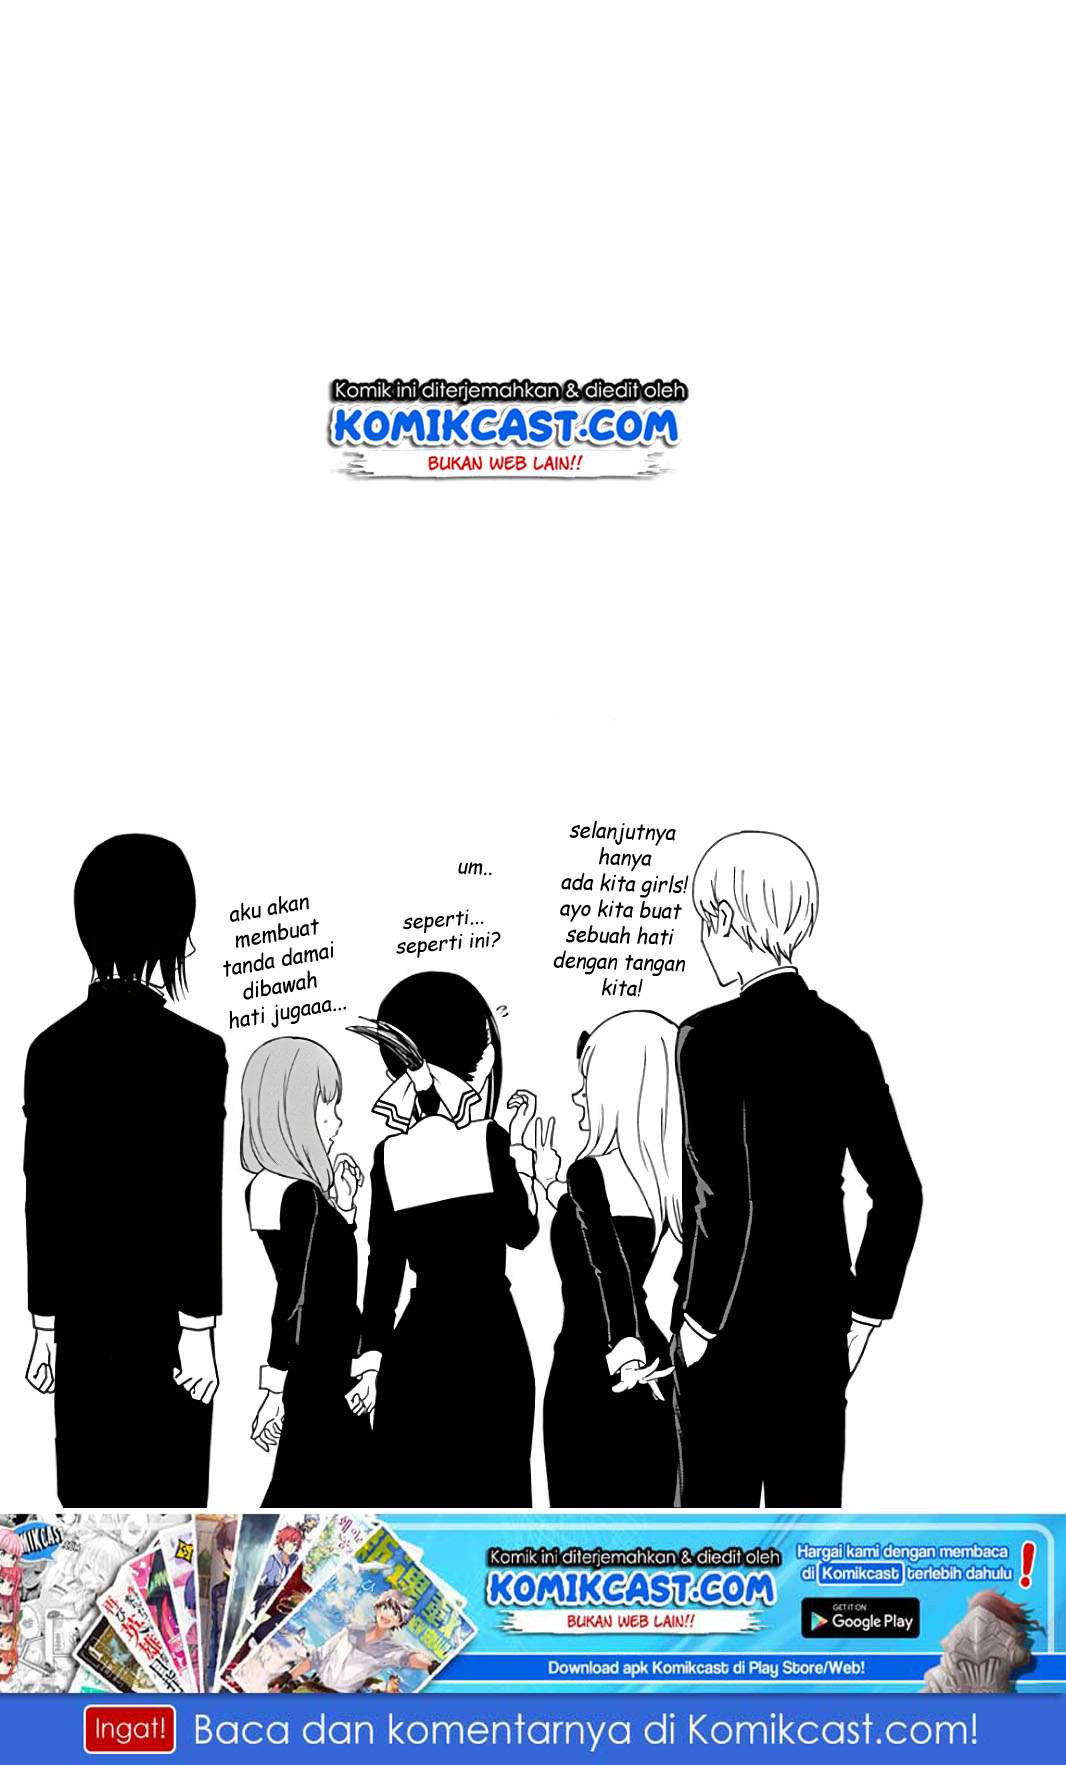 Komik ini diterjemahkan & diedit oleh
KOMIKCAST.COM
BUKAN WEB LAIN!!
selanjutnya
hanya
ada kita girls!
ayo kita buat
sebuah hati
dengan tangan
kita!
um..
seperti...
seperti ini?
aku akan
membuat
tanda damai
dibawah
hati jugaaa...
Komik ini diterjemahkan & diedit oleh
KOMIKCAST.COM
BUKAN WEB LAIN!!
Hargai kami dengan membaca
di Komikcast terlebih dahulu !
GET IT ON
Google Play
Download apk Komikcast di Play Store/Web!
Ingat! Baca dan komentarnya di Komikcast.com!